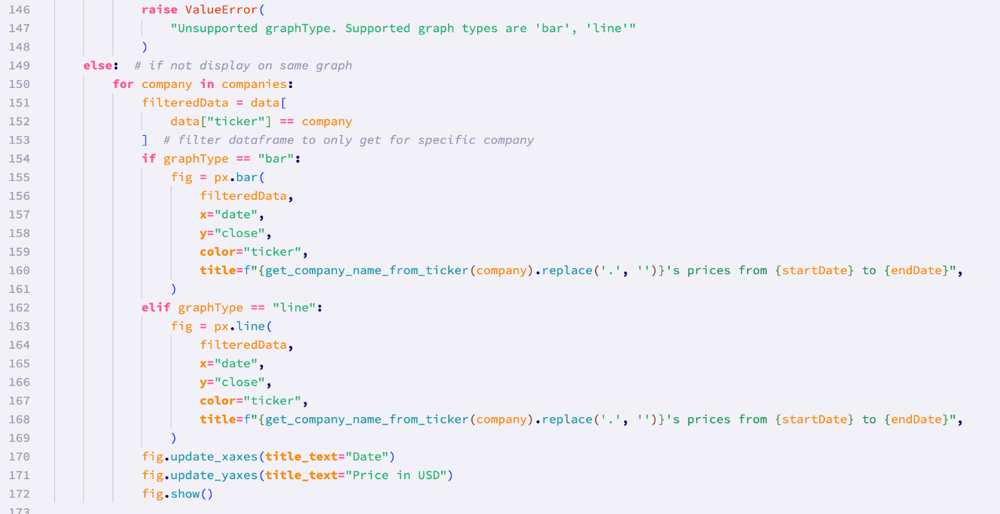 146 raise ValueError(
147 "Unsupported graphType. Supported graph types are 'bar', 'line'"
148 )
149 else:  # if not display on same graph
150 for company in companies:
151 filteredData = data[
152 data["ticker"] == company
153 ]  # filter dataframe to only get for specific company
154 if graphType == "bar":
155 fig = px.bar(
156 filteredData,
157 x="date",
158 y="close",
159 color="ticker",
160 title=f"{get_company_name_from_ticker(company).replace('.', '')}'s prices from {startDate} to {endDate}",
161 )
162 elif graphType == "line":
163 fig = px.line(
164 filteredData,
165 x="date",
166 y="close",
167 color="ticker",
168 title=f"{get_company_name_from_ticker(company).replace('.', '')}'s prices from {startDate} to {endDate}",
169 )
170 fig.update_xaxes(title_text="Date")
171 fig.update_yaxes(title_text="Price in USD")
172 fig.show()
173